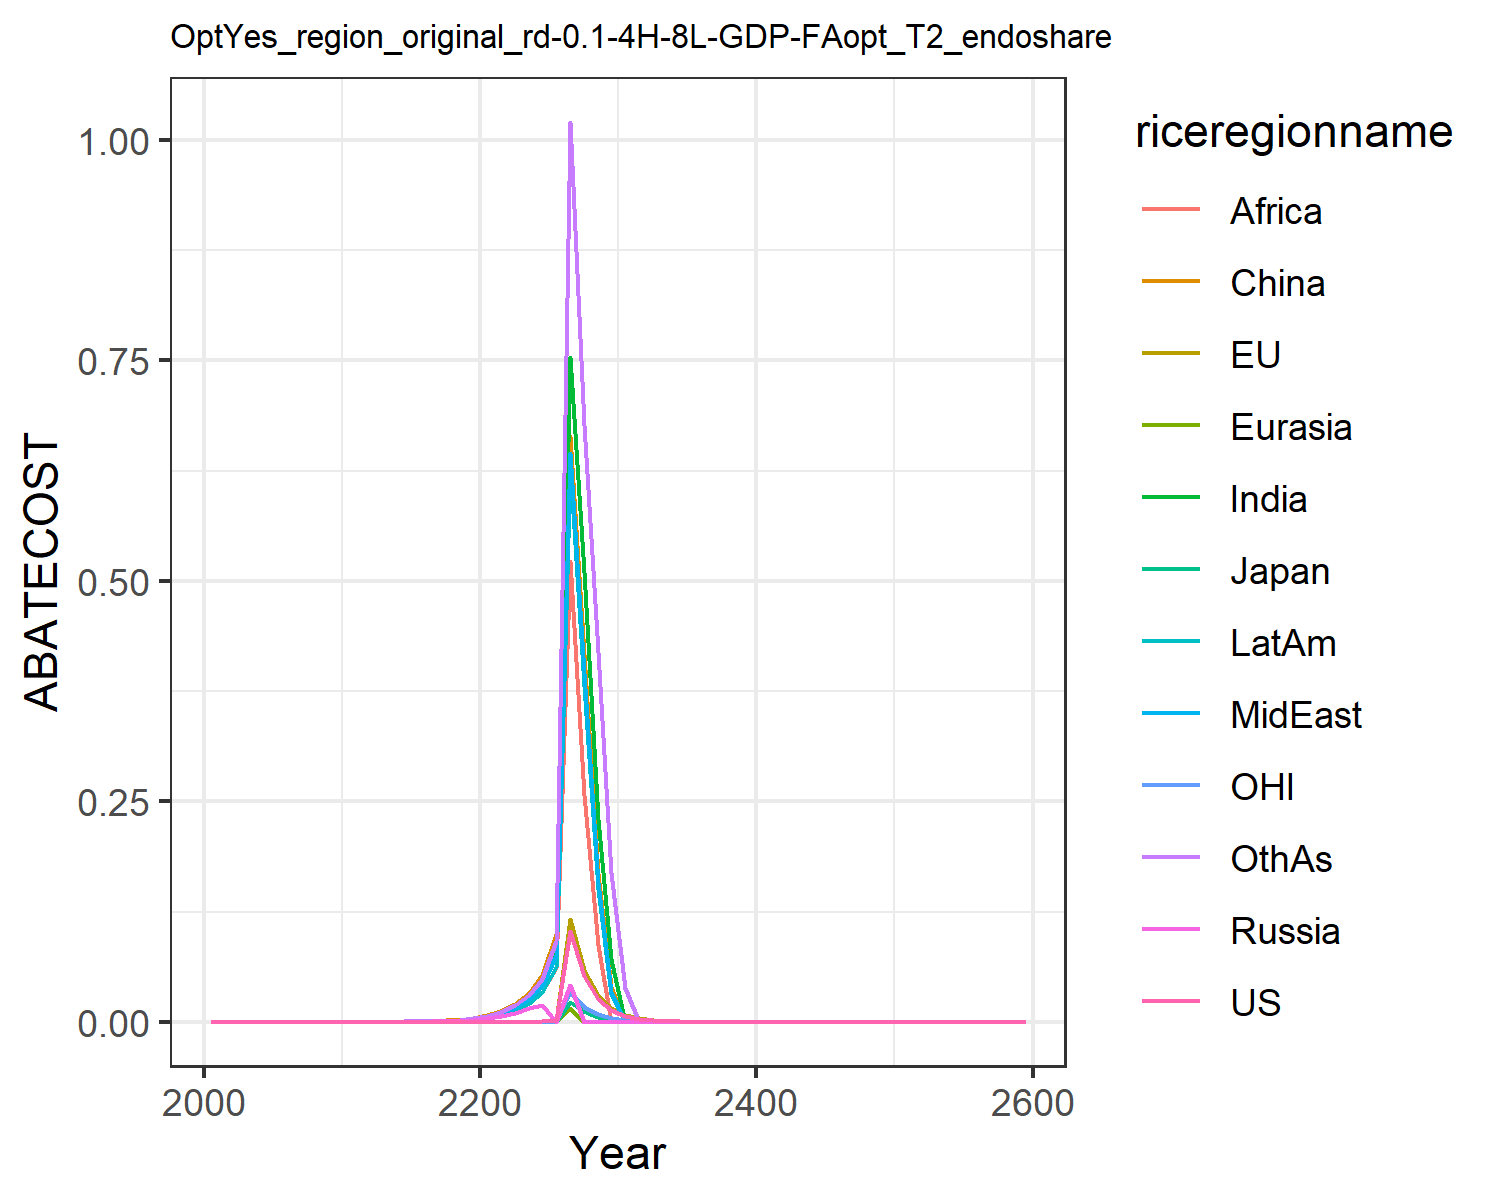 OptYes_region_original_rd-0.1-4H-8L-GDP-FAopt_T2_endoshare
1.00
0.75
0.50
0.25
0.00
ABATECOST
2000 2200 2400 2600
Year
riceregionname
Africa
China
EU
Eurasia
India
Japan
LatAm
MidEast
OHI
OthAs
Russia
US